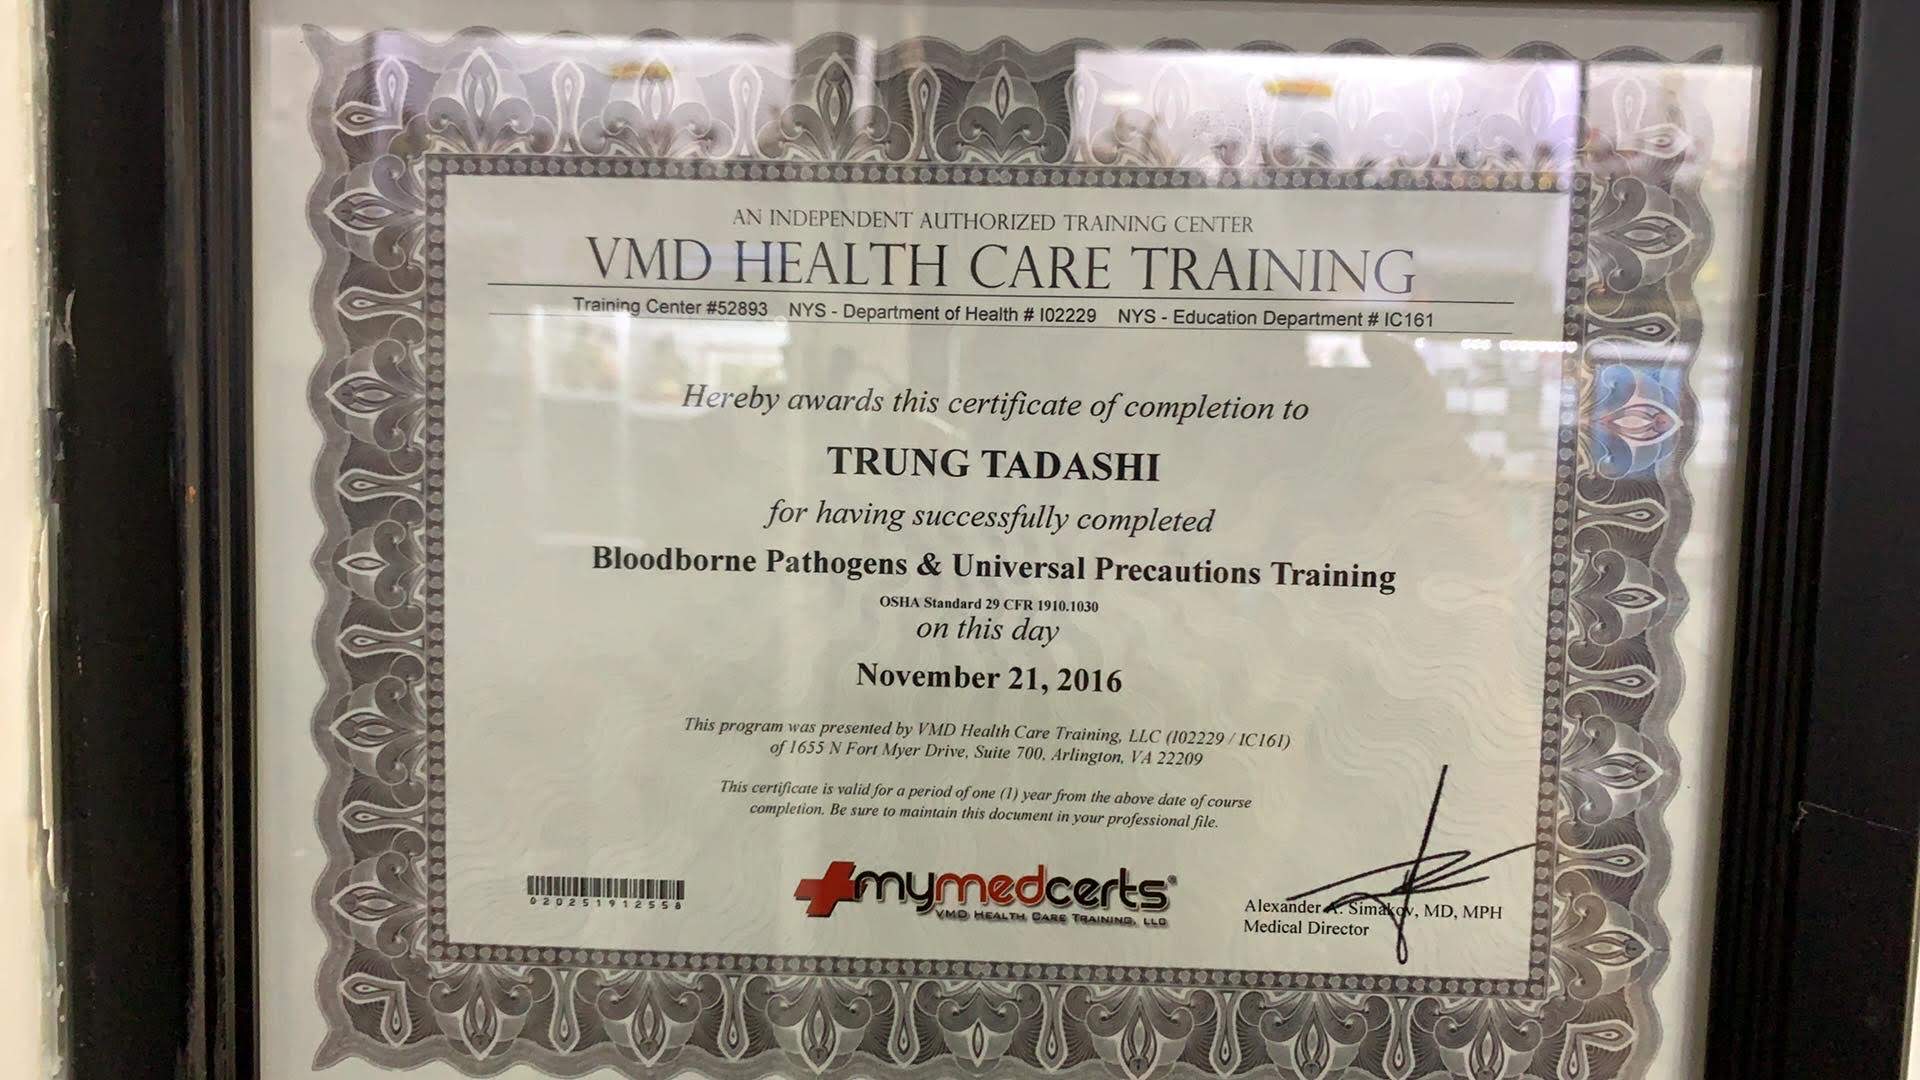 AN INDEPENDENT AUTHORIZED TRAINING CENTER
VMD HEALTH CARE TRAINING
Training Center #52893 NYS - Department of Health # I02229 NYS - Education Department # IC161
Hereby awards this certificate of completion to
TRUNG TADASHI
for having successfully completed
Bloodborne Pathogens & Universal Precautions Training
OSHA Standard 29 CFR 1910.1030
on this day
November 21, 2016
This program was presented by VMD Health Care Training, LLC (I02229 / IC161)
of 1655 N Fort Myer Drive, Suite 700, Arlington, VA 22209
This certificate is valid for a period of one (1) year from the above date of course
completion. Be sure to maintain this document in your professional file.
020251912558
mymedcerts®
VMD HEALTH CARE TRAINING, LLC
Alexander A. Simakov, MD, MPH
Medical Director